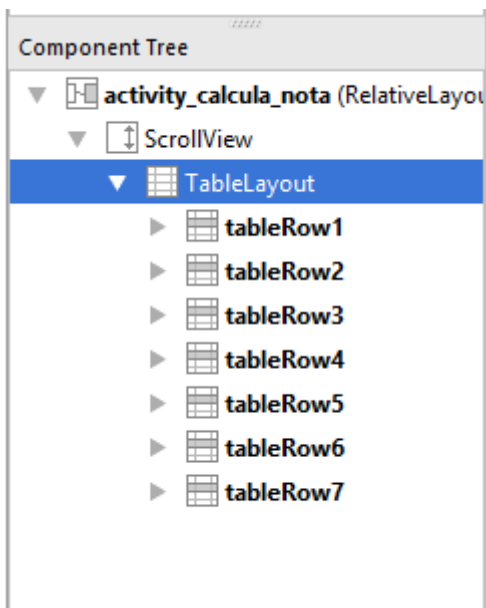 Component Tree
activity_calcula_nota (RelativeLayou
ScrollView
TableLayout
tableRow1
tableRow2
tableRow3
tableRow4
tableRow5
tableRow6
tableRow7